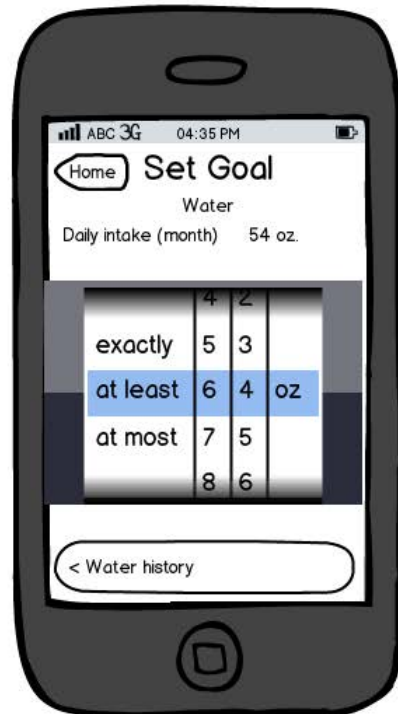 ABC 3G 04:35 PM
Home Set Goal
Water
Daily intake (month) 54 oz.
4 2
exactly 5 3
at least 6 4 oz
at most 7 5
8 6
< Water history